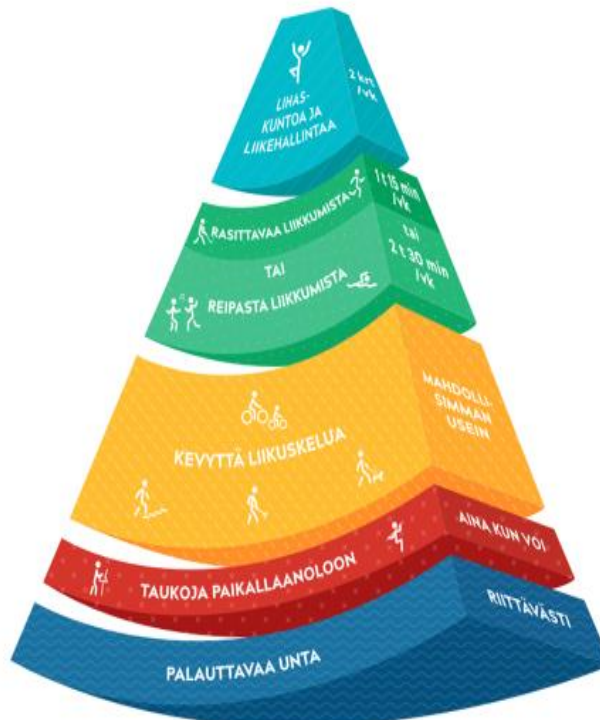 LIHAS-
KUNTOA JA
LIIKEHALLINTAA
2 krt
/vk
RASITTAVAA LIIKKUMISTA
1 t 15 min
/vk
TAI
REIPASTA LIIKKUMISTA
tai
2 t 30 min
/vk
KEVYTTÄ LIIKUSKELUA
MAHDOLLI-
SIMMAN
USEIN
TAUKOJA PAIKALLAANOLOON
AINA KUN VOI
PALAUTTAVAA UNTA
RIITTÄVÄSTI